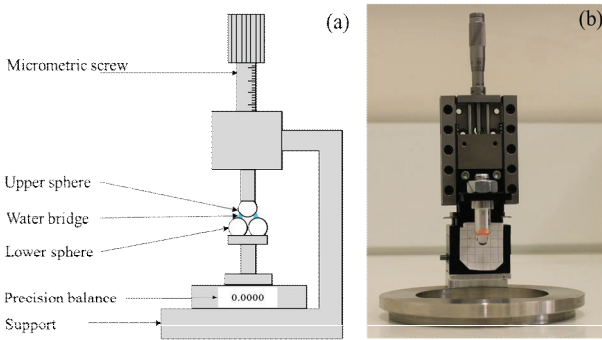 (a)
(b)
Micrometric screw
Upper sphere
Water bridge
Lower sphere
Precision balance
0.0000
Support